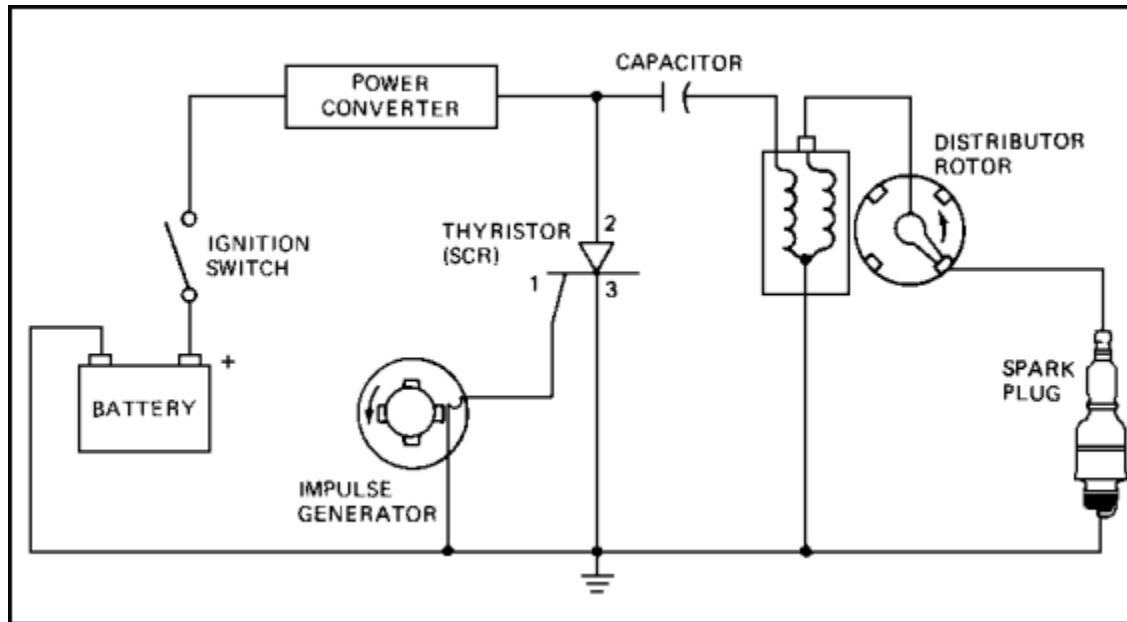 CAPACITOR
POWER
CONVERTER
DISTRIBUTOR
ROTOR
THYRISTOR
(SCR)
2
1
3
IGNITION
SWITCH
+
BATTERY
SPARK
PLUG
IMPULSE
GENERATOR